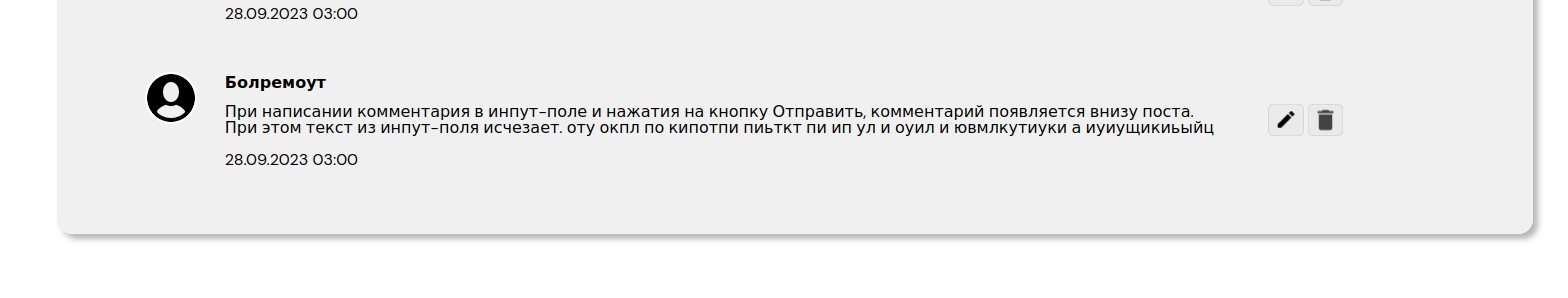 28.09.2023 03:00
Болремоут
При написании комментария в инпут-поле и нажатия на кнопку Отправить, комментарий появляется внизу поста.
При этом текст из инпут-поля исчезает. оту окпл по кипотпи пиьткт пи ип ул и оуил и ювмлкутиуки а иуиущикиьыйц
28.09.2023 03:00